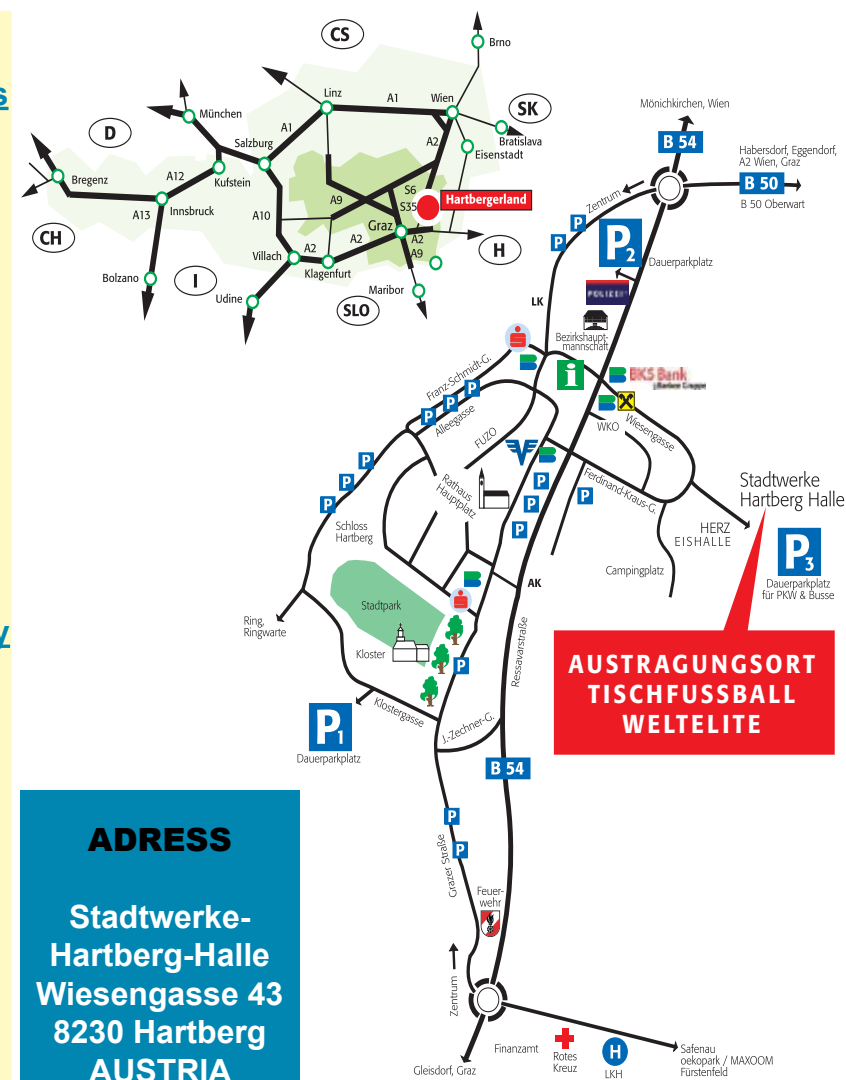 s
y
CS
Brno
München
Linz
A1
Wien
SK
D
A1
A2
Bratislava
Salzburg
Eisenstadt
Bregenz
A12
Kufstein
S6
Hartbergerland
A9
S35
A13
Innsbruck
A10
Graz
CH
A2
A2
A2
H
Villach
A9
Klagenfurt
Bolzano
I
Maribor
Udine
SLO
Mönichkirchen, Wien
B 54
Habersdorf, Eggendorf,
A2 Wien, Graz
B 50
B 50 Oberwart
Zentrum
P
P
P2
Dauerparkplatz
POLIZEI
LK
Bezirkshaupt-
mannschaft
Franz-Schmidt-G.
i
BKS Bank
P
P
P
Alleegasse
WKO
Wiesengasse
FUZO
P
P
P
Rathaus
Hauptplatz
P
P
P
P
Ferdinand-Kraus-G.
Stadtwerke
Hartberg Halle
Schloss
Hartberg
HERZ
EISHALLE
P3
Dauerparkplatz
für PKW & Busse
Campingplatz
AK
Stadtpark
Ring,
Ringwarte
Kloster
P
Ressavarstraße
AUSTRAGUNGSORT
TISCHFUSSBALL
WELTELITE
Klostergasse
P1
Dauerparkplatz
J.-Zechner-G.
B 54
P
P
Grazer Straße
Feuer-
wehr
Zentrum
Gleisdorf, Graz
Finanzamt
Rotes
Kreuz
H
LKH
Safenau
oekopark / MAXOOM
Fürstenfeld
ADRESS
Stadtwerke-
Hartberg-Halle
Wiesengasse 43
8230 Hartberg
AUSTRIA